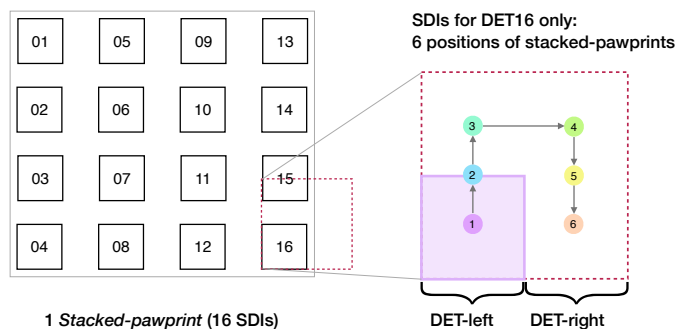 SDIs for DET16 only:
6 positions of stacked-pawprints
01 05 09 13
02 06 10 14
03 07 11 15
04 08 12 16
3 4
2 5
1 6
1 Stacked-pawprint (16 SDIs)
DET-left DET-right